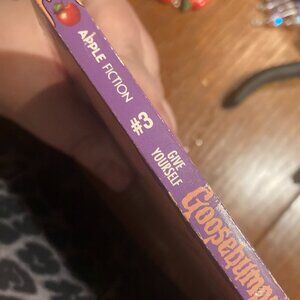 APPLE FICTION
#3
GIVE
YOURSELF
GOOSEBUMPS